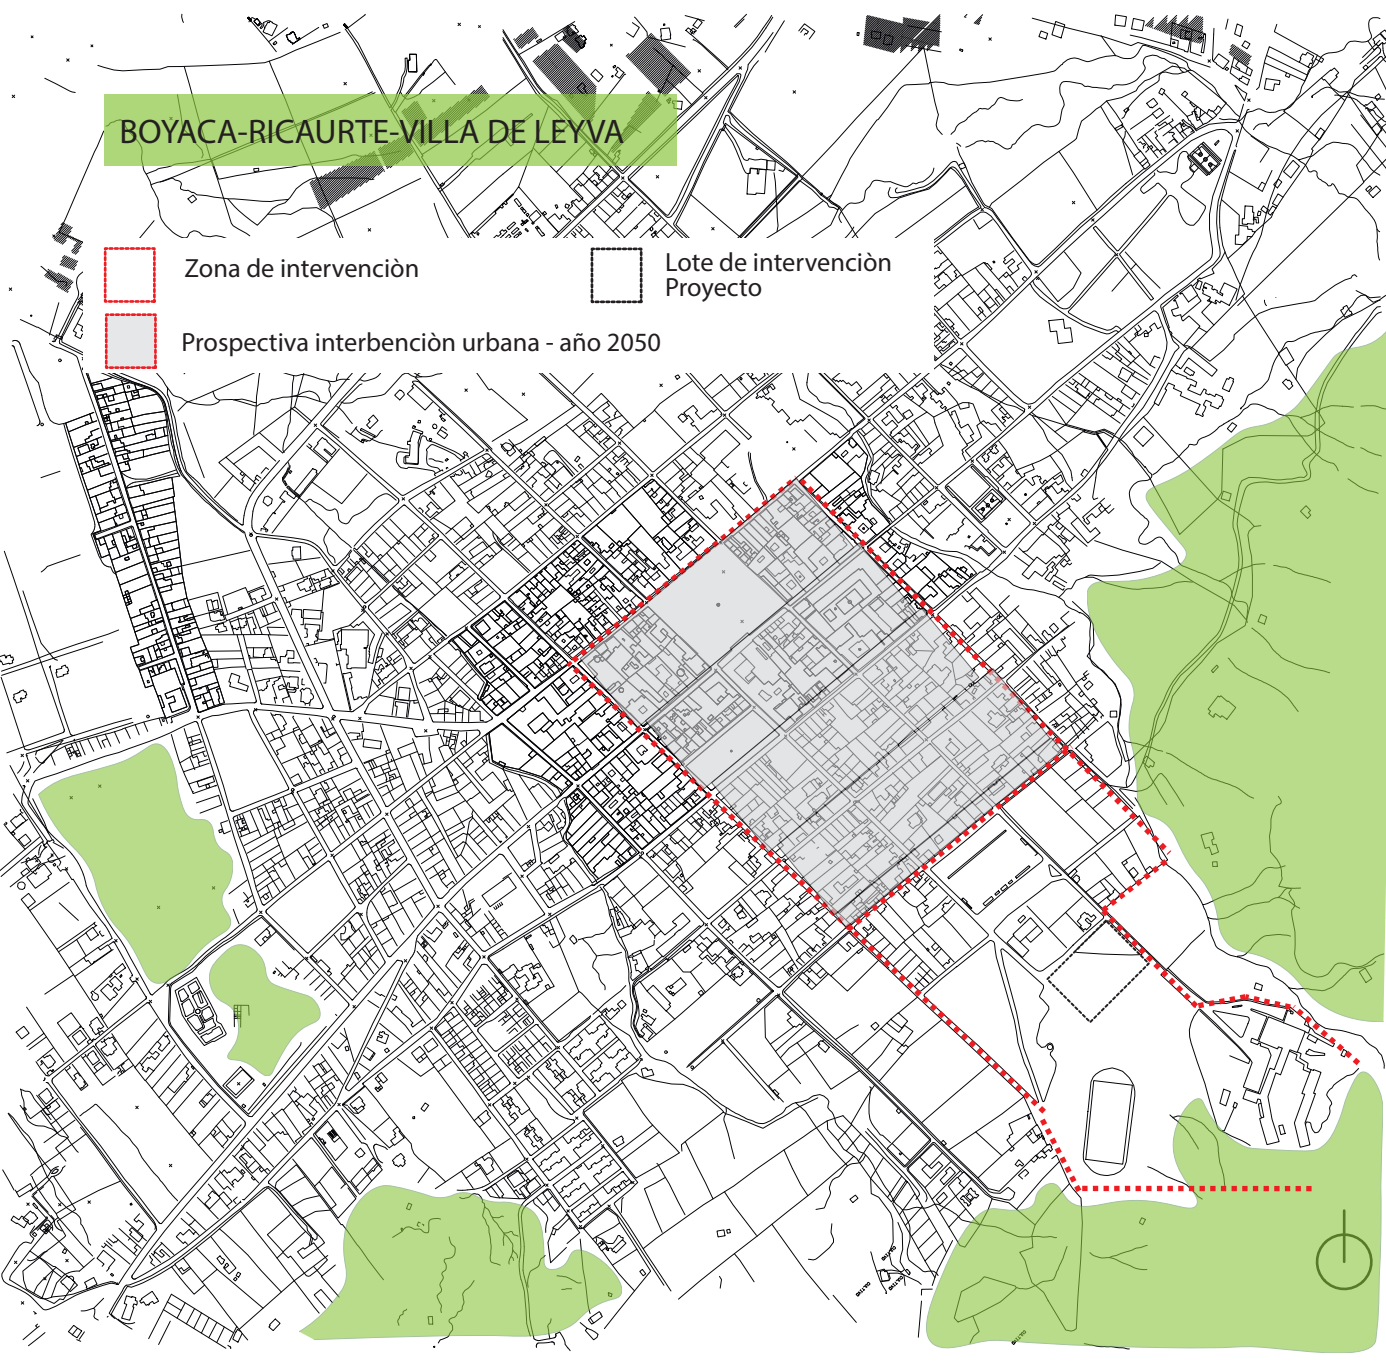 BOYACA-RICAURTE-VILLA DE LEYVA
Zona de intervenciòn
Lote de intervenciòn
Proyecto
Prospectiva interbenciòn urbana - año 2050